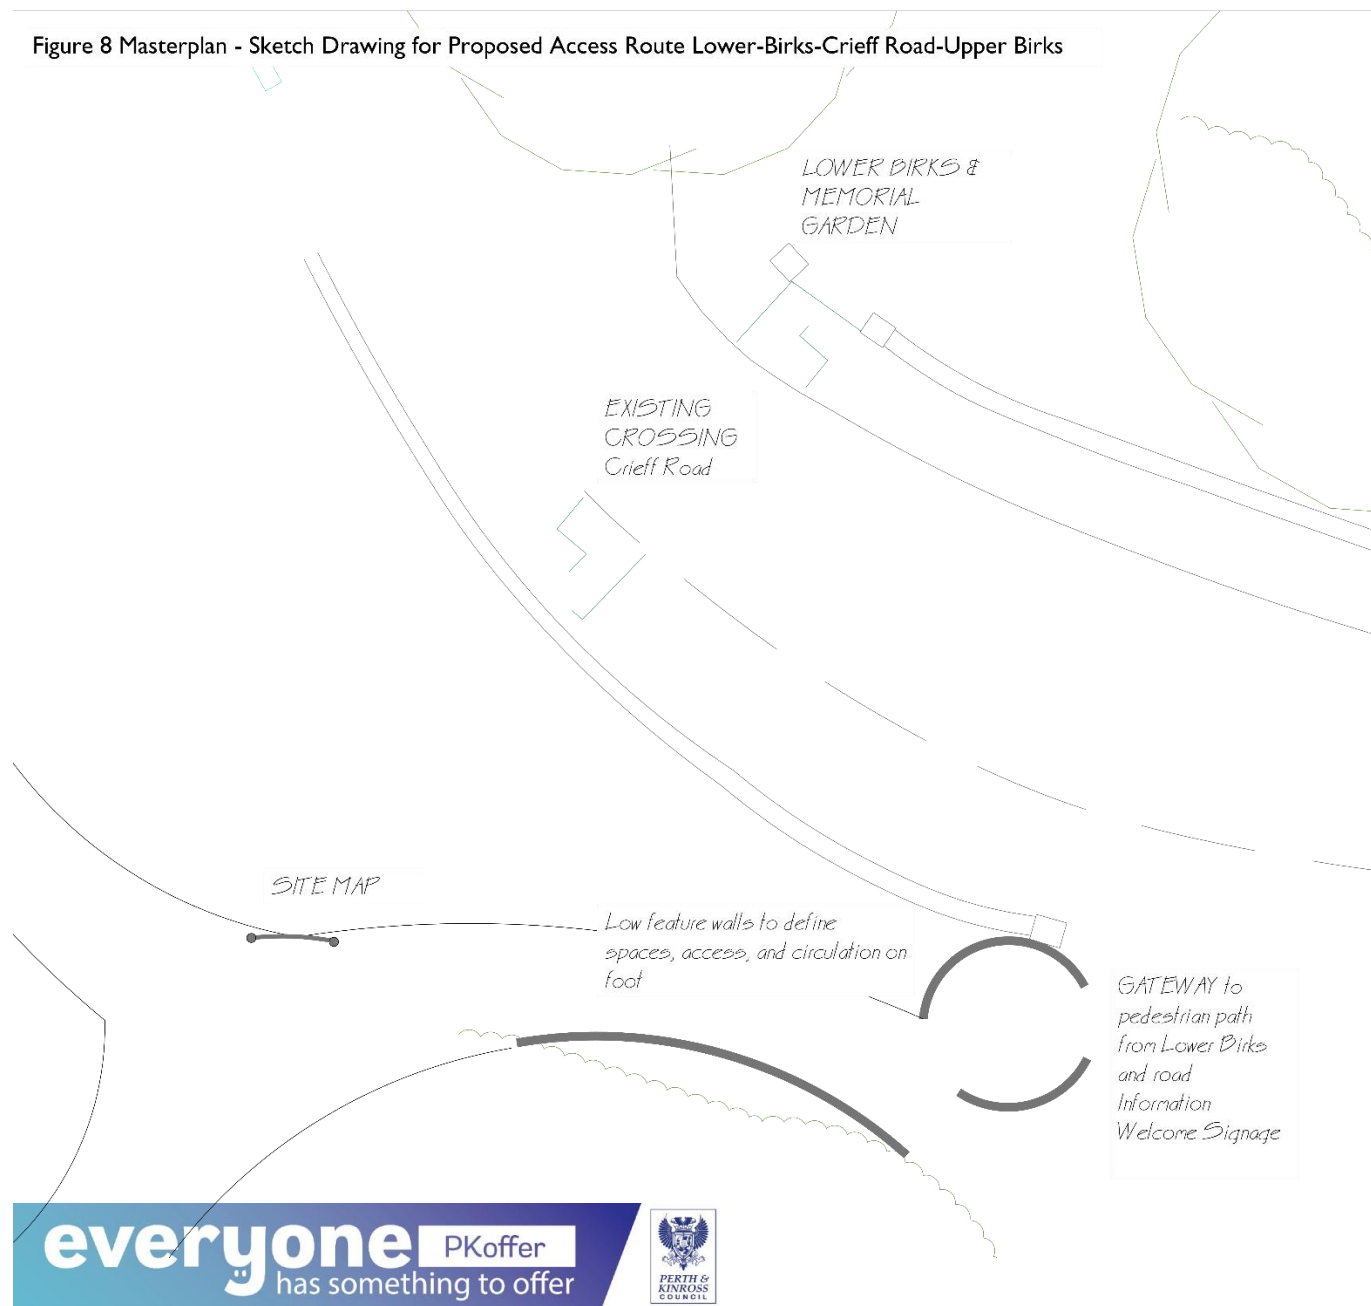 Figure 8 Masterplan - Sketch Drawing for Proposed Access Route Lower-Birks-Crieff Road-Upper Birks
LOWER BIRKS &
MEMORIAL
GARDEN
EXISTING
CROSSING
Crieff Road
SITE MAP
Low feature walls to define
spaces, access, and circulation on
foot
GATEWAY to
pedestrian path
from Lower Birks
and road
Information
Welcome Signage
everyone
PKoffer
has something to offer
PERTH &
KINROSS
COUNCIL